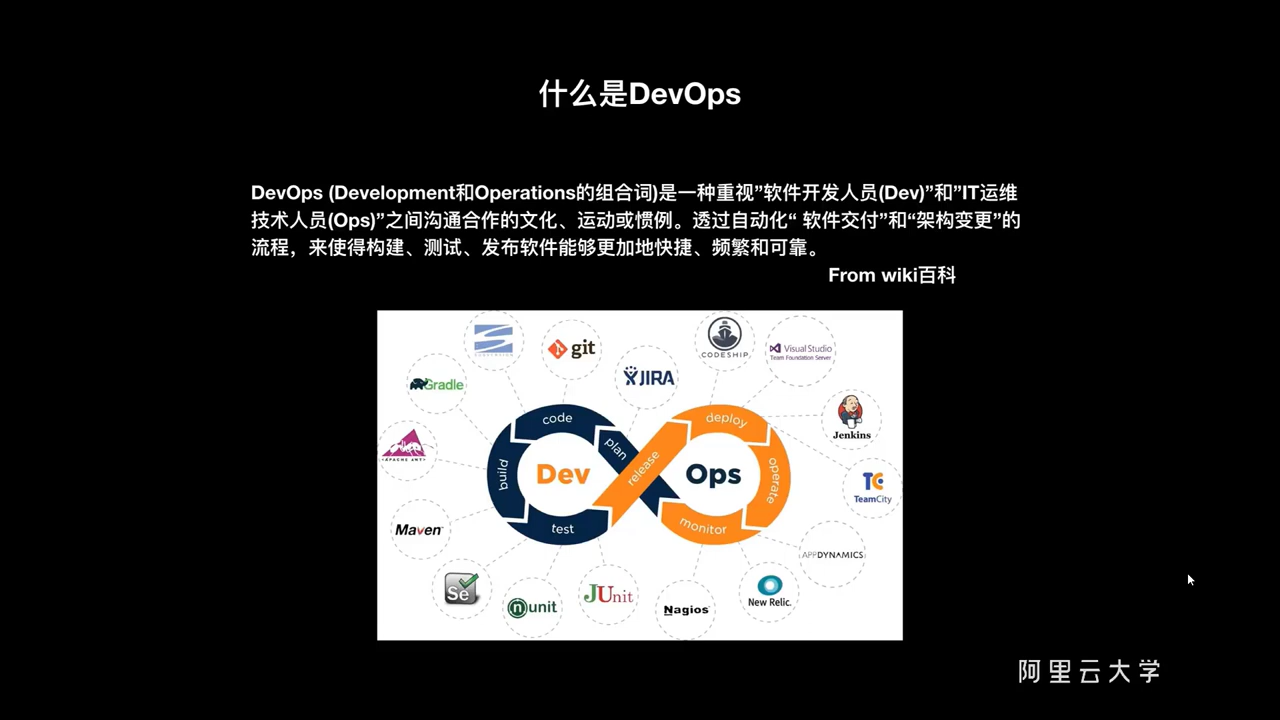 什么是DevOps
DevOps (Development和Operations的组合词)是一种重视”软件开发人员(Dev)”和”IT运维
技术人员(Ops)”之间沟通合作的文化、运动或惯例。透过自动化“ 软件交付”和“架构变更”的
流程，来使得构建、测试、发布软件能够更加地快捷、频繁和可靠。
From wiki百科
git
CODESHIP
Visual Studio
Team Foundation Server
JIRA
Gradle
code
deploy
Jenkins
plan
APACHE ANT
build
Dev
release
Ops
operate
TeamCity
test
monitor
Maven
APPDYNAMICS
Se
nunit
JUnit
Nagios
New Relic.
阿里云大学